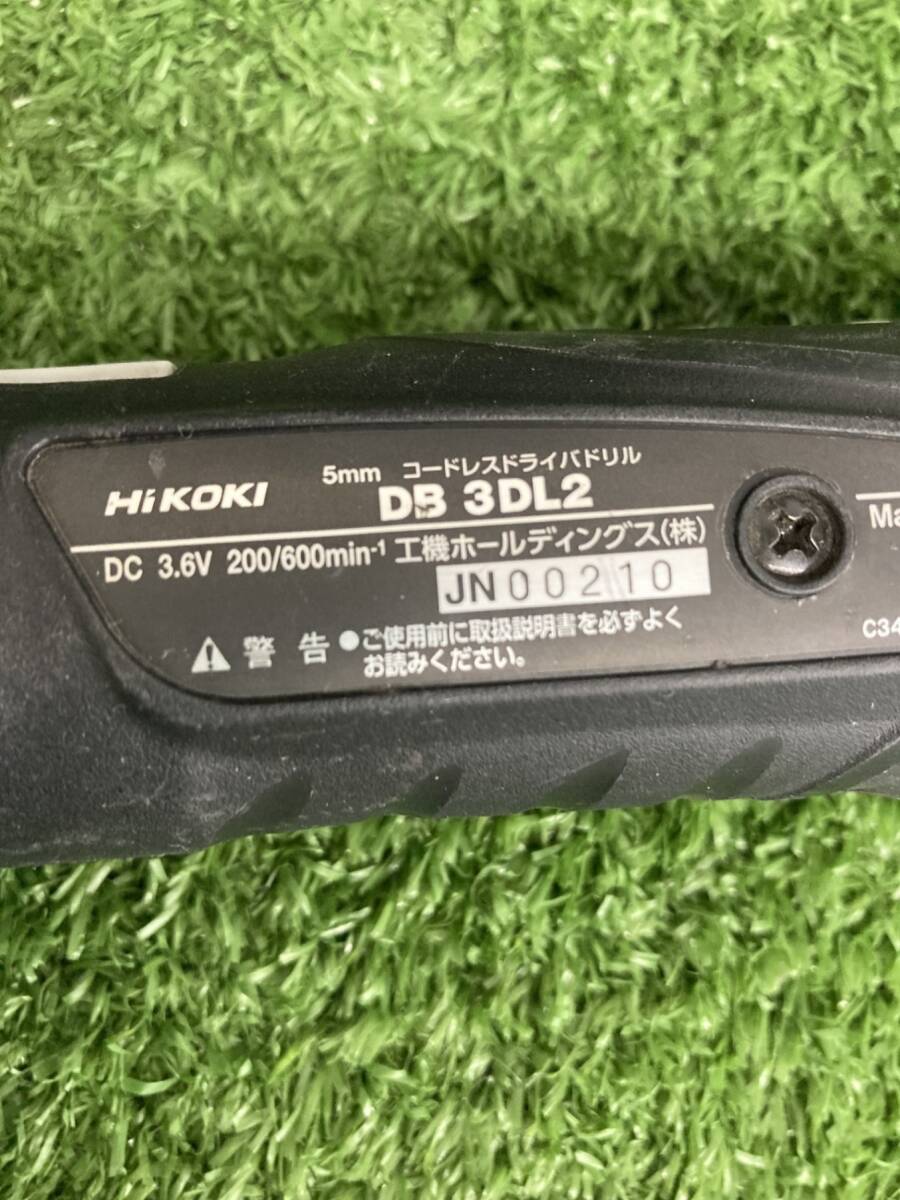 5mm コードレスドライバドリル
HiKOKI DB 3DL2
DC 3.6V 200/600min-1 工機ホールディングス(株)
JN00210
⚠ 警告 ●ご使用前に取扱説明書を必ずよく
お読みください。
Ma
C34